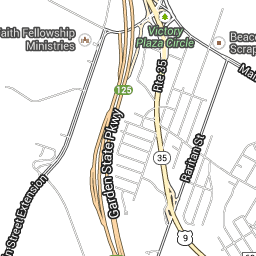 Faith Fellowship
Ministries
Victory
Plaza Circle
Beaco
Scrap
Mai
125
Rte 35
Garden State Pkwy
35
Raritan St
n Street Extension
9